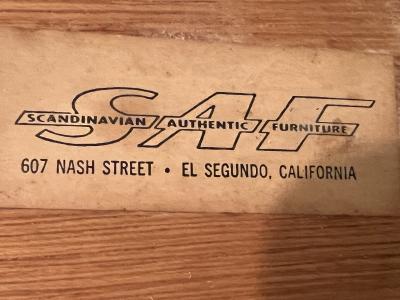 SAF
SCANDINAVIAN AUTHENTIC FURNITURE
607 NASH STREET • EL SEGUNDO, CALIFORNIA